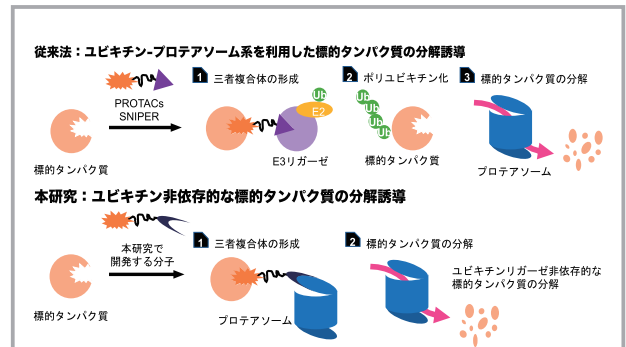 従来法：ユビキチン-プロテアソーム系を利用した標的タンパク質の分解誘導
PROTACs
SNIPER
標的タンパク質
1 三者複合体の形成
Ub
E2
E3リガーゼ
2 ポリユビキチン化
Ub
Ub
Ub
Ub
標的タンパク質
3 標的タンパク質の分解
プロテアソーム
本研究：ユビキチン非依存的な標的タンパク質の分解誘導
本研究で
開発する分子
標的タンパク質
1 三者複合体の形成
プロテアソーム
2 標的タンパク質の分解
ユビキチンリガーゼ非依存的な
標的タンパク質の分解